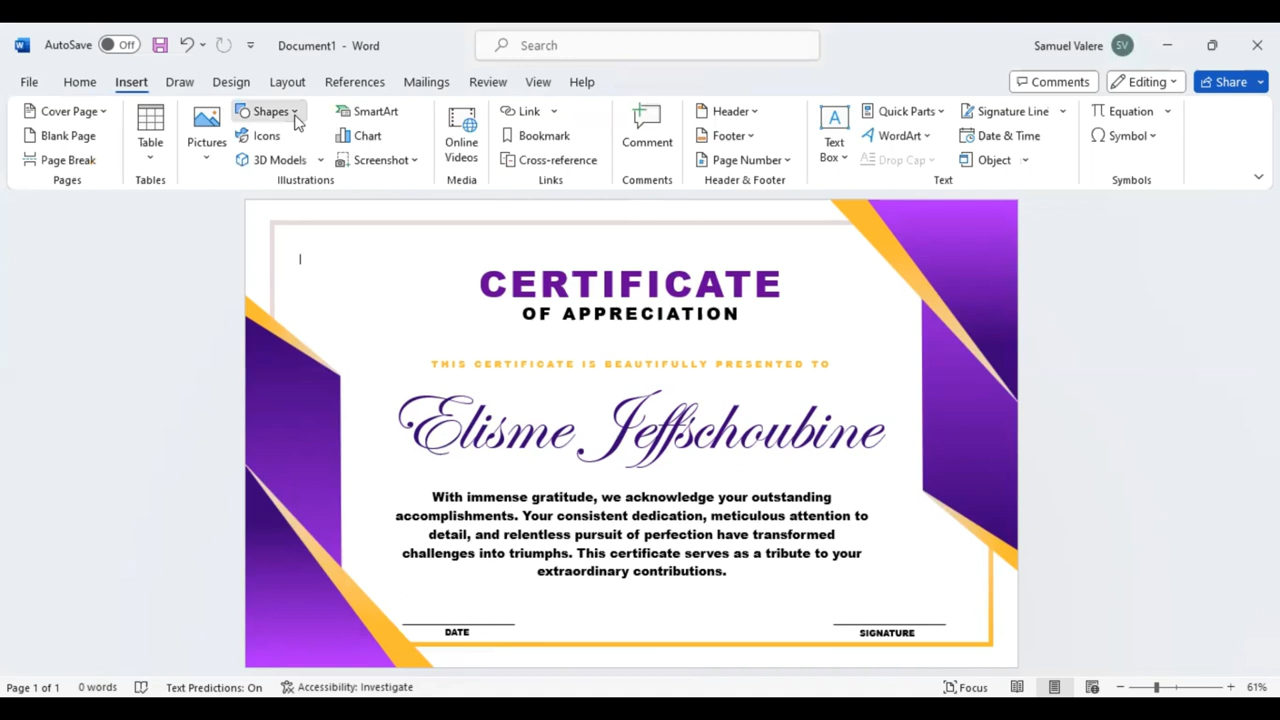 AutoSave Off Document1 - Word Search Samuel Valere SV
File Home Insert Draw Design Layout References Mailings Review View Help Comments Editing Share
Cover Page
Blank Page
Page Break
Pages
Table
Tables
Pictures
Shapes
Icons
3D Models
SmartArt
Chart
Screenshot
Illustrations
Online
Videos
Media
Link
Bookmark
Cross-reference
Links
Comment
Comments
Header
Footer
Page Number
Header & Footer
A
Text
Box
Quick Parts
WordArt
Drop Cap
Signature Line
Date & Time
Object
Text
Equation
Symbol
Symbols
CERTIFICATE
OF APPRECIATION
THIS CERTIFICATE IS BEAUTIFULLY PRESENTED TO
Elisme Jeffschoubine
With immense gratitude, we acknowledge your outstanding
accomplishments. Your consistent dedication, meticulous attention to
detail, and relentless pursuit of perfection have transformed
challenges into triumphs. This certificate serves as a tribute to your
extraordinary contributions.
DATE
SIGNATURE
Page 1 of 1 0 words Text Predictions: On Accessibility: Investigate Focus 61%